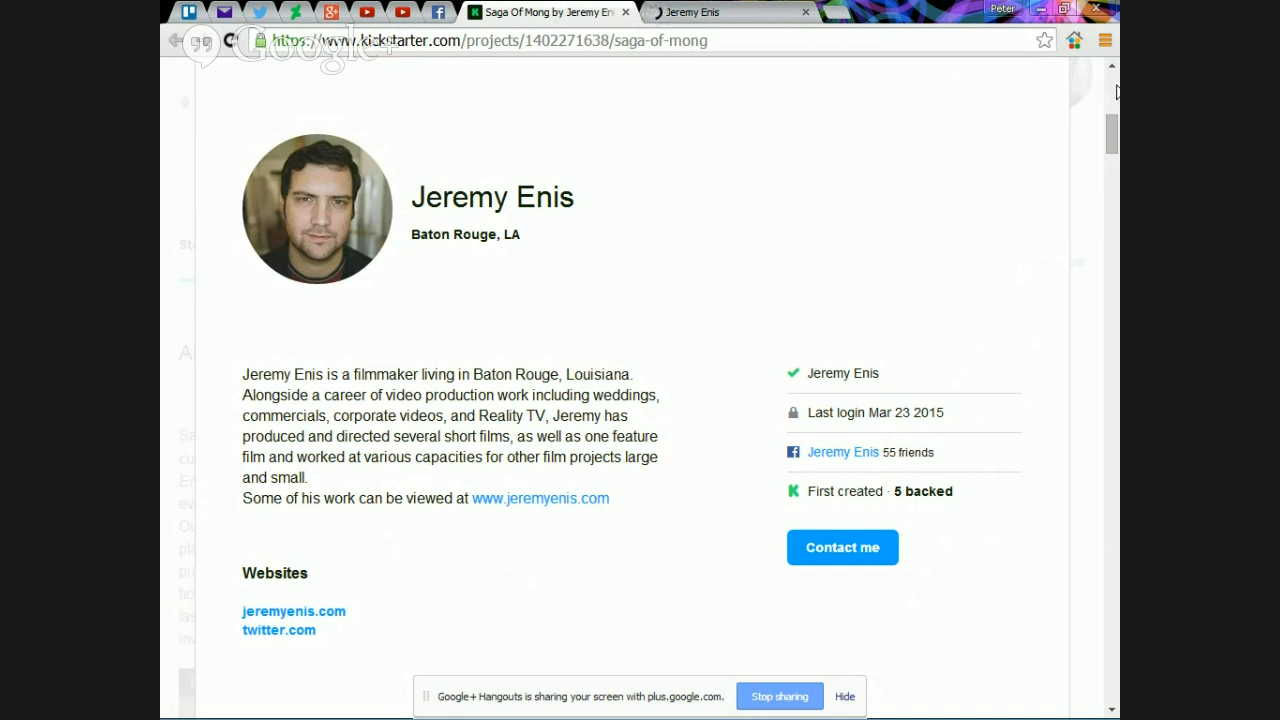 Saga Of Mong by Jeremy En
Jeremy Enis
Peter
Google+
https://www.kickstarter.com/projects/1402271638/saga-of-mong
Jeremy Enis
Baton Rouge, LA
Jeremy Enis is a filmmaker living in Baton Rouge, Louisiana.
Alongside a career of video production work including weddings,
commercials, corporate videos, and Reality TV, Jeremy has
produced and directed several short films, as well as one feature
film and worked at various capacities for other film projects large
and small.
Some of his work can be viewed at www.jeremyenis.com
Jeremy Enis
Last login Mar 23 2015
Jeremy Enis 55 friends
First created · 5 backed
Contact me
Websites
jeremyenis.com
twitter.com
Google+ Hangouts is sharing your screen with plus.google.com.
Stop sharing
Hide